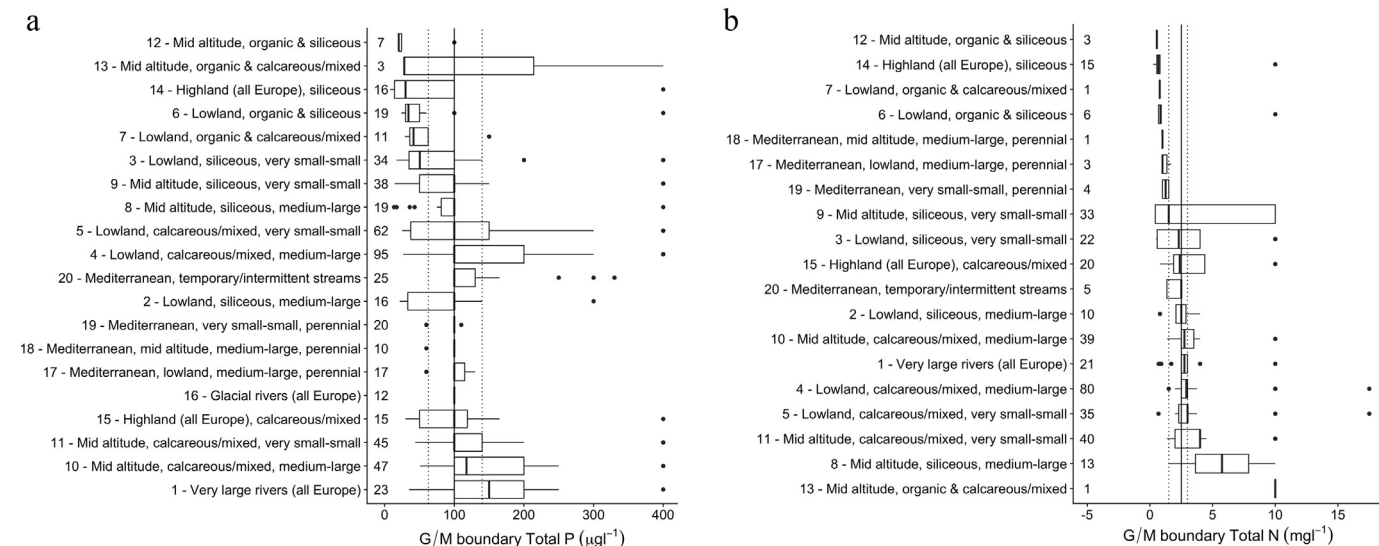 a
12 - Mid altitude, organic & siliceous 7
13 - Mid altitude, organic & calcareous/mixed 3
14 - Highland (all Europe), siliceous 16
6 - Lowland, organic & siliceous 19
7 - Lowland, organic & calcareous/mixed 11
3 - Lowland, siliceous, very small-small 34
9 - Mid altitude, siliceous, very small-small 38
8 - Mid altitude, siliceous, medium-large 19
5 - Lowland, calcareous/mixed, very small-small 62
4 - Lowland, calcareous/mixed, medium-large 95
20 - Mediterranean, temporary/intermittent streams 25
2 - Lowland, siliceous, medium-large 16
19 - Mediterranean, very small-small, perennial 20
18 - Mediterranean, mid altitude, medium-large, perennial 10
17 - Mediterranean, lowland, medium-large, perennial 17
16 - Glacial rivers (all Europe) 12
15 - Highland (all Europe), calcareous/mixed 15
11 - Mid altitude, calcareous/mixed, very small-small 45
10 - Mid altitude, calcareous/mixed, medium-large 47
1 - Very large rivers (all Europe) 23
0 100 200 300 400
G/M boundary Total P (μgl⁻¹)
b
12 - Mid altitude, organic & siliceous 3
14 - Highland (all Europe), siliceous 15
7 - Lowland, organic & calcareous/mixed 1
6 - Lowland, organic & siliceous 6
18 - Mediterranean, mid altitude, medium-large, perennial 1
17 - Mediterranean, lowland, medium-large, perennial 3
19 - Mediterranean, very small-small, perennial 4
9 - Mid altitude, siliceous, very small-small 33
3 - Lowland, siliceous, very small-small 22
15 - Highland (all Europe), calcareous/mixed 20
20 - Mediterranean, temporary/intermittent streams 5
2 - Lowland, siliceous, medium-large 10
10 - Mid altitude, calcareous/mixed, medium-large 39
1 - Very large rivers (all Europe) 21
4 - Lowland, calcareous/mixed, medium-large 80
5 - Lowland, calcareous/mixed, very small-small 35
11 - Mid altitude, calcareous/mixed, very small-small 40
8 - Mid altitude, siliceous, medium-large 13
13 - Mid altitude, organic & calcareous/mixed 1
-5 0 5 10 15
G/M boundary Total N (mgl⁻¹)